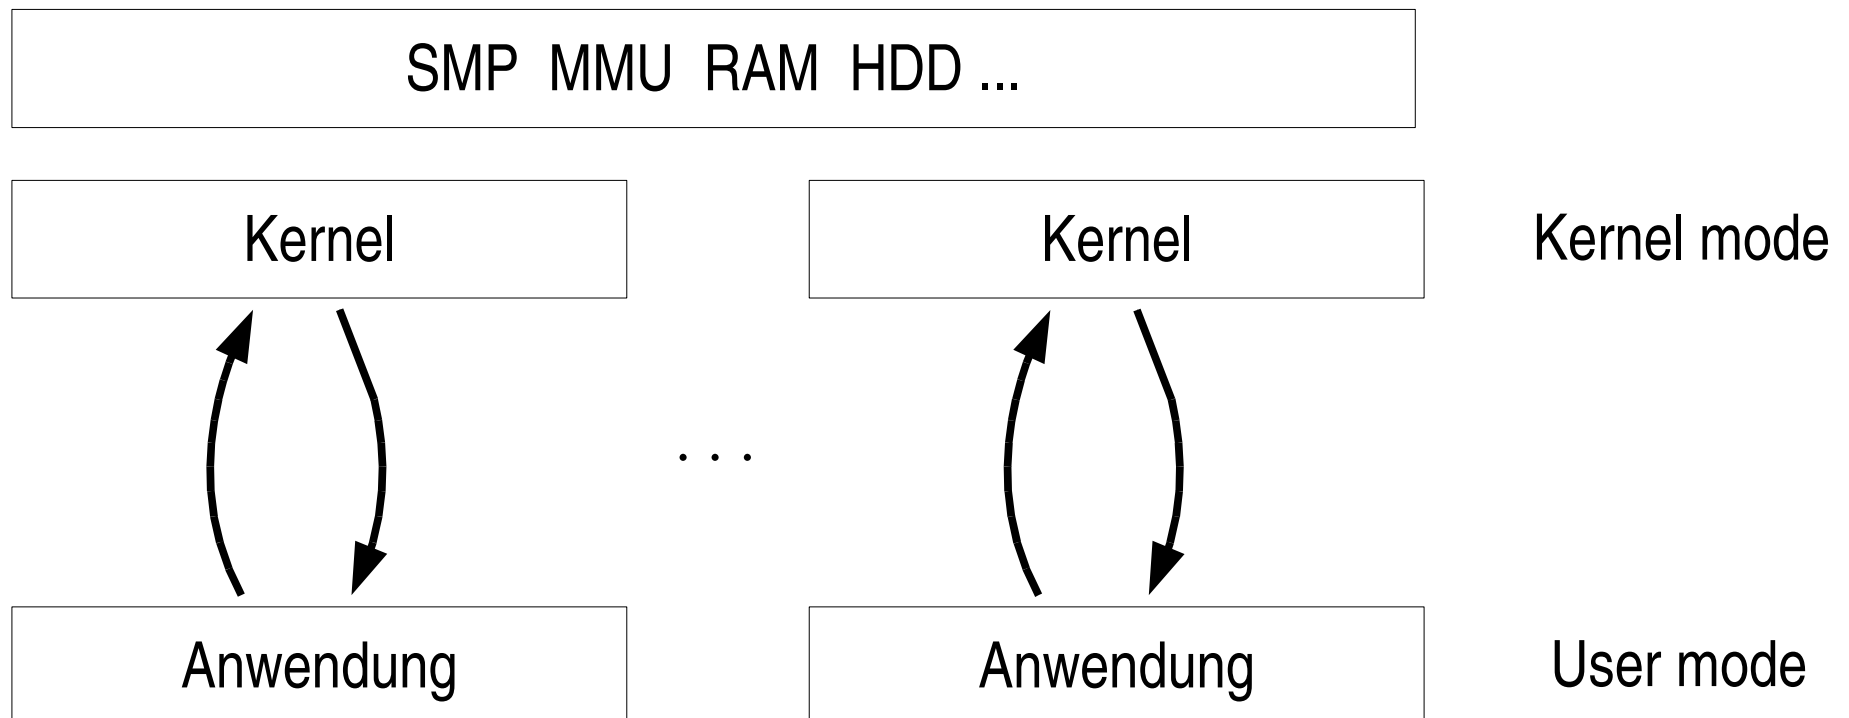 SMP MMU RAM HDD ...
Kernel Kernel Kernel mode
. . .
Anwendung Anwendung User mode